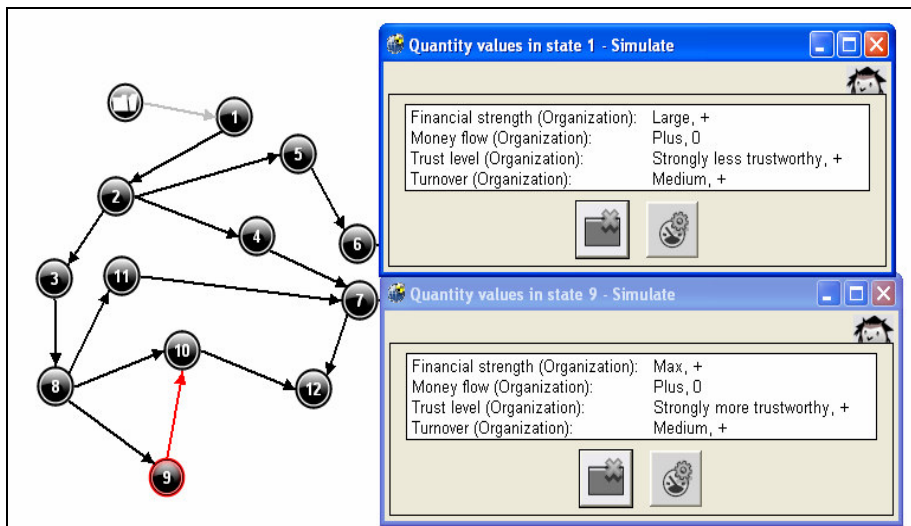 Quantity values in state 1 - Simulate
Financial strength (Organization): Large, +
Money flow (Organization): Plus, 0
Trust level (Organization): Strongly less trustworthy, +
Turnover (Organization): Medium, +
1
5
2
4
6
3
11
7
10
8
12
9
Quantity values in state 9 - Simulate
Financial strength (Organization): Max, +
Money flow (Organization): Plus, 0
Trust level (Organization): Strongly more trustworthy, +
Turnover (Organization): Medium, +